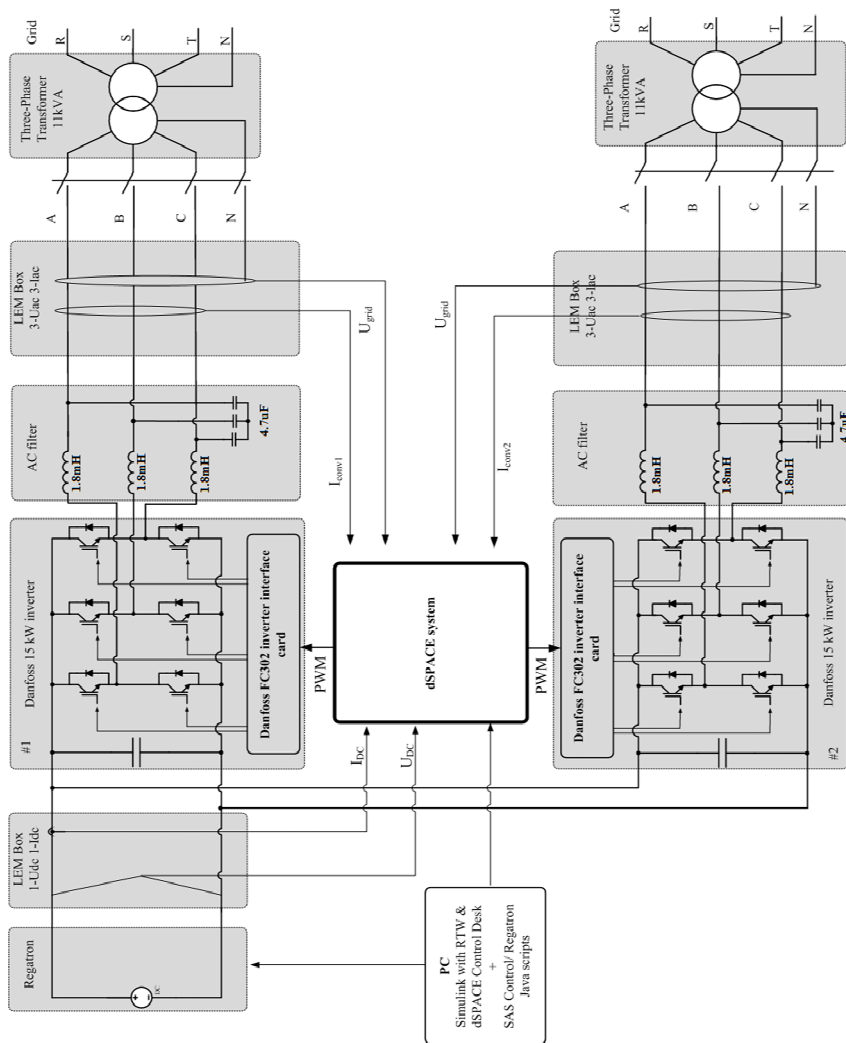 Grid
R
S
T
N
Three-Phase
Transformer
11kVA
A
B
C
N
LEM Box
3-Uac 3-Iac
Ugrid
Iconv1
AC filter
1.8mH
1.8mH
1.8mH
4.7uF
Danfoss 15 kW inverter
#1
Danfoss FC302 inverter interface
card
PWM
LEM Box
1-Udc 1-Idc
IDC
UDC
Regatron
DC
dSPACE system
PC
Simulink with RTW &
dSPACE Control Desk
+
SAS Control/ Regatron
Java scripts
Grid
R
S
T
N
Three-Phase
Transformer
11kVA
A
B
C
N
LEM Box
3-Uac 3-Iac
Ugrid
Iconv2
AC filter
1.8mH
1.8mH
1.8mH
4.7uF
PWM
Danfoss FC302 inverter interface
card
Danfoss 15 kW inverter
#2